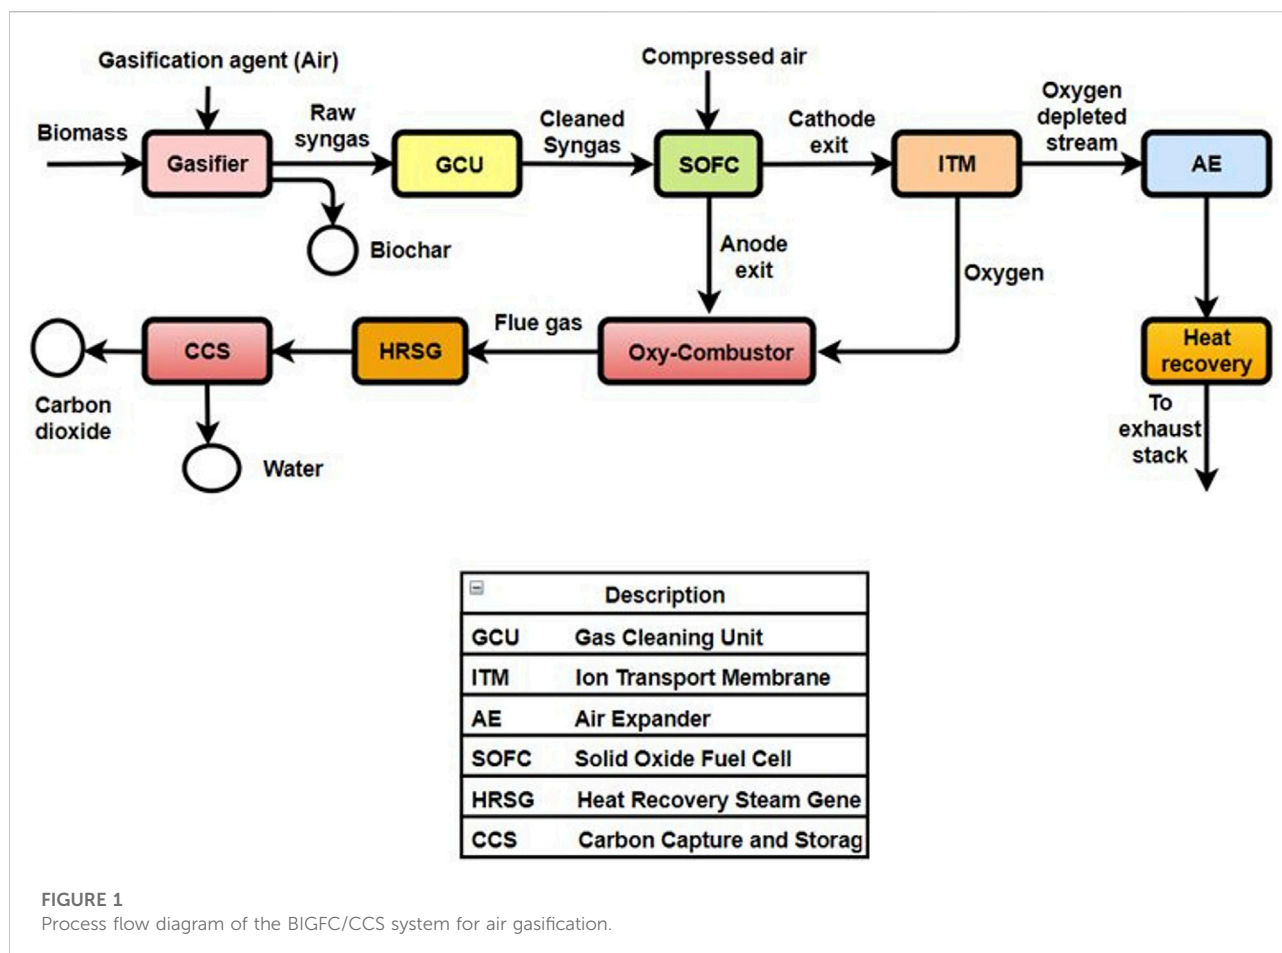 Gasification agent (Air)
Compressed air
Biomass
Raw
syngas
Cleaned
Syngas
Cathode
exit
Oxygen
depleted
stream
Gasifier
GCU
SOFC
ITM
AE
Biochar
Anode
exit
Oxygen
Flue gas
CCS
HRSG
Oxy-Combustor
Heat
recovery
Carbon
dioxide
Water
To
exhaust
stack
Description
GCU Gas Cleaning Unit
ITM Ion Transport Membrane
AE Air Expander
SOFC Solid Oxide Fuel Cell
HRSG Heat Recovery Steam Gene
CCS Carbon Capture and Storag
FIGURE 1
Process flow diagram of the BIGFC/CCS system for air gasification.